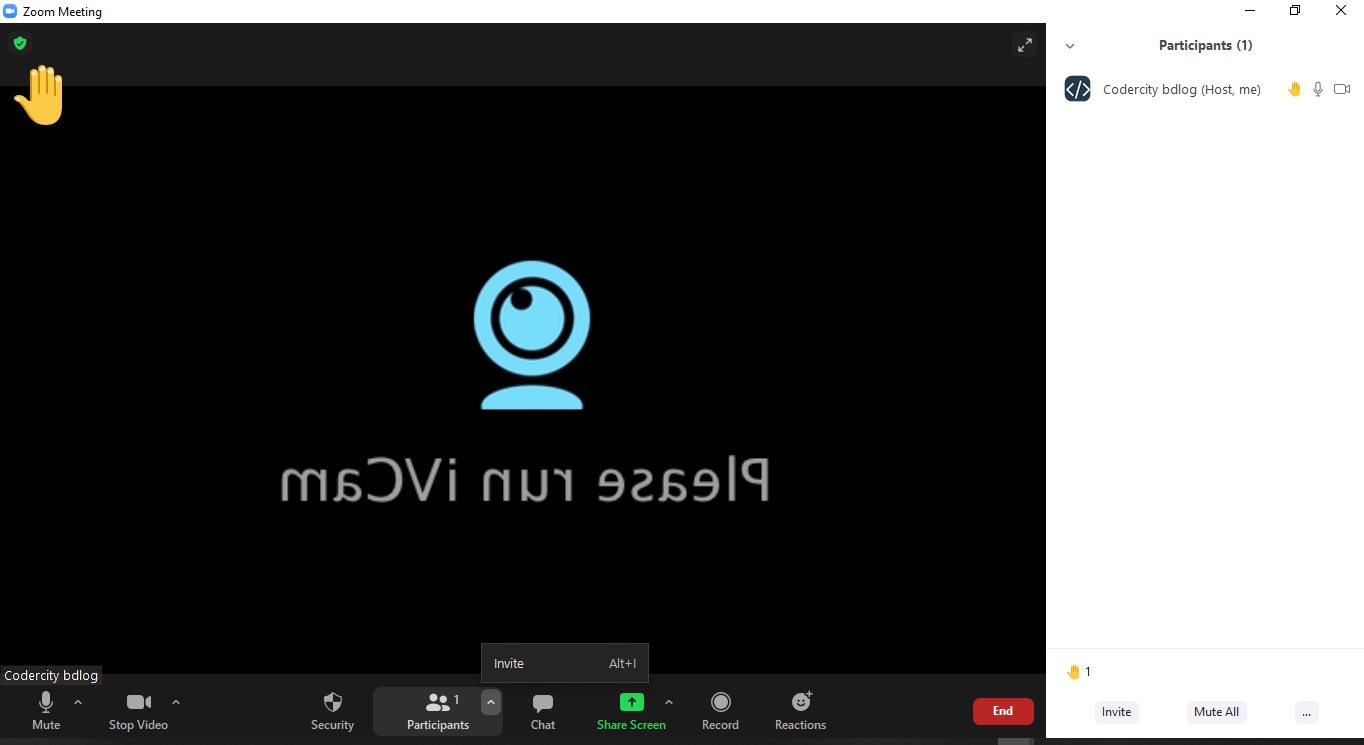 Zoom Meeting
Participants (1)
Codercity bdlog (Host, me)
Please run iVCam
Invite Alt+I
Codercity bdlog
1
Mute
Stop Video
Security
1
Participants
Chat
Share Screen
Record
Reactions
End
Invite
Mute All
...